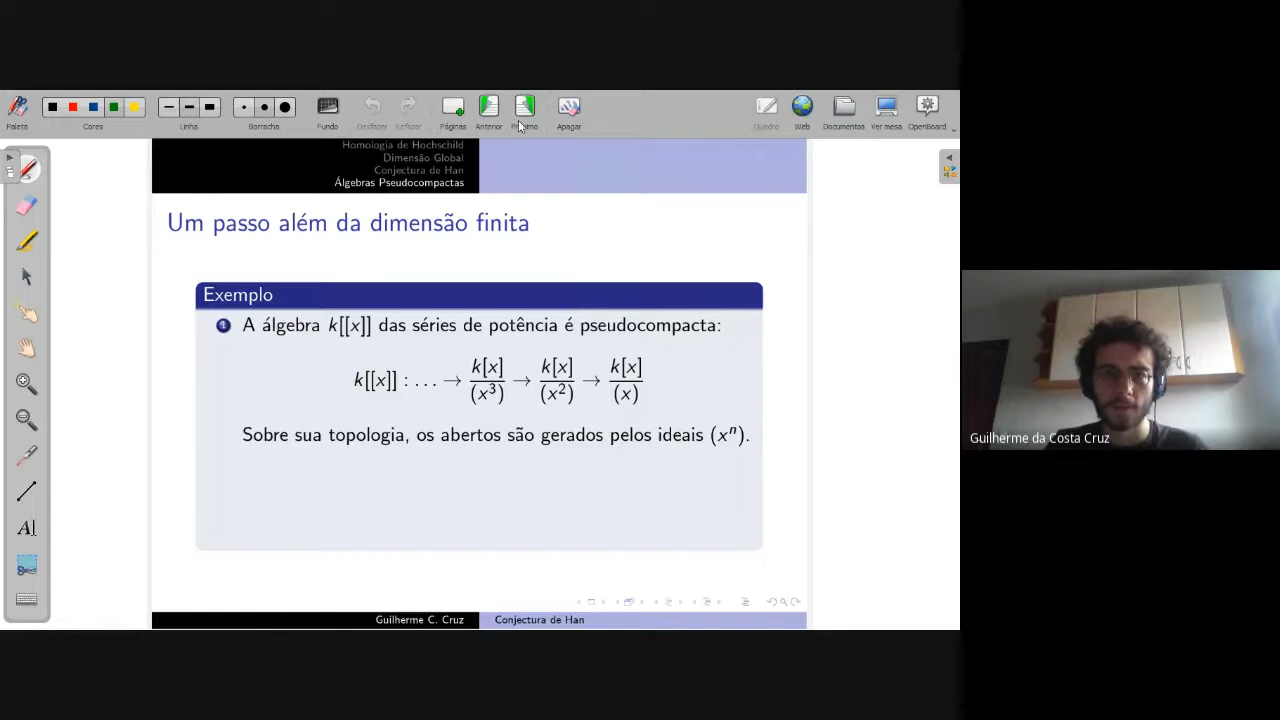 Paleta
Cores
Linha
Borracha
Fundo
Desfazer
Refazer
Páginas
Anterior
Apagar
Quadro
Web
Documentos
Ver mesa
OpenBoard
Homologia de Hochschild
Dimensão Global
Conjectura de Han
Álgebras Pseudocompactas
Um passo além da dimensão finita
Exemplo
1 A álgebra k[[x]] das séries de potência é pseudocompacta:
k[[x]] : … → k[x]/(x³) → k[x]/(x²) → k[x]/(x)
Sobre sua topologia, os abertos são gerados pelos ideais (xⁿ).
Guilherme C. Cruz
Conjectura de Han
Guilherme da Costa Cruz